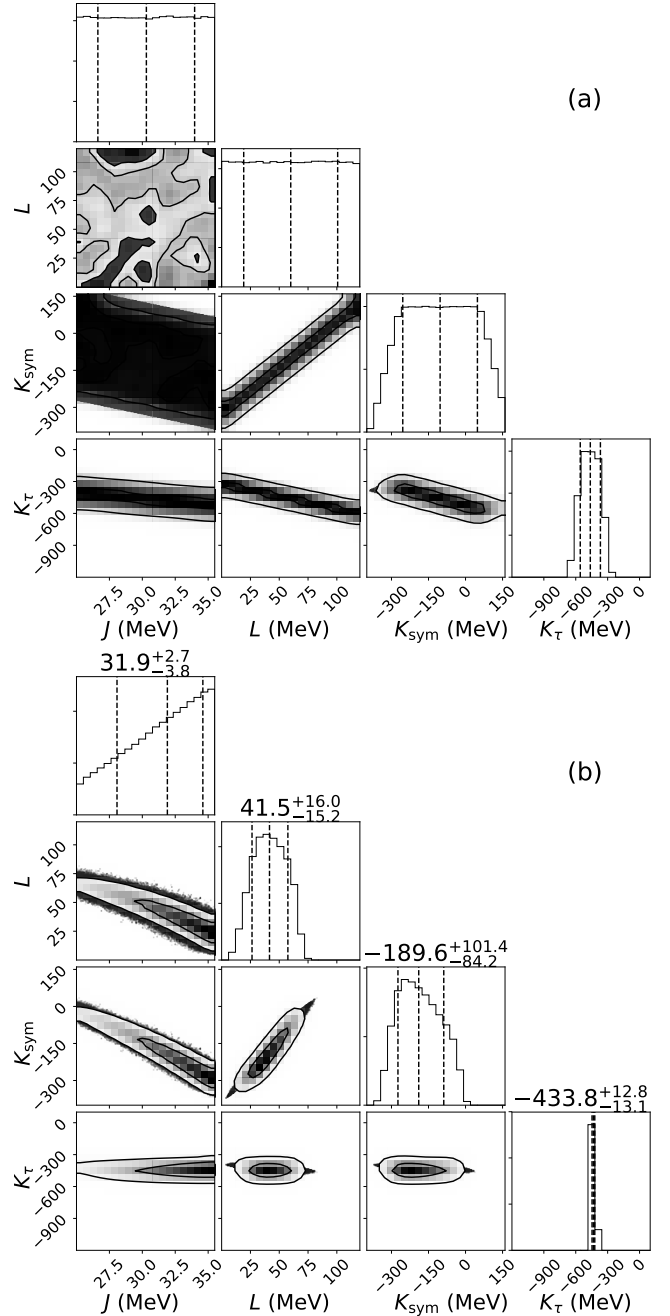 (a)
L
100
75
50
25
K_sym
150
0
−150
−300
K_τ
0
−300
−600
−900
27.5 30.0 32.5 35.0
25 50 75 100
−300 −150 0 150
−900 −600 −300 0
J (MeV) L (MeV) K_sym (MeV) K_τ (MeV)
31.9^{+2.7}_{−3.8}
(b)
41.5^{+16.0}_{−15.2}
L
100
75
50
25
−189.6^{+101.4}_{−84.2}
K_sym
150
0
−150
−300
−433.8^{+12.8}_{−13.1}
K_τ
0
−300
−600
−900
27.5 30.0 32.5 35.0
25 50 75 100
−300 −150 0 150
−900 −600 −300 0
J (MeV) L (MeV) K_sym (MeV) K_τ (MeV)